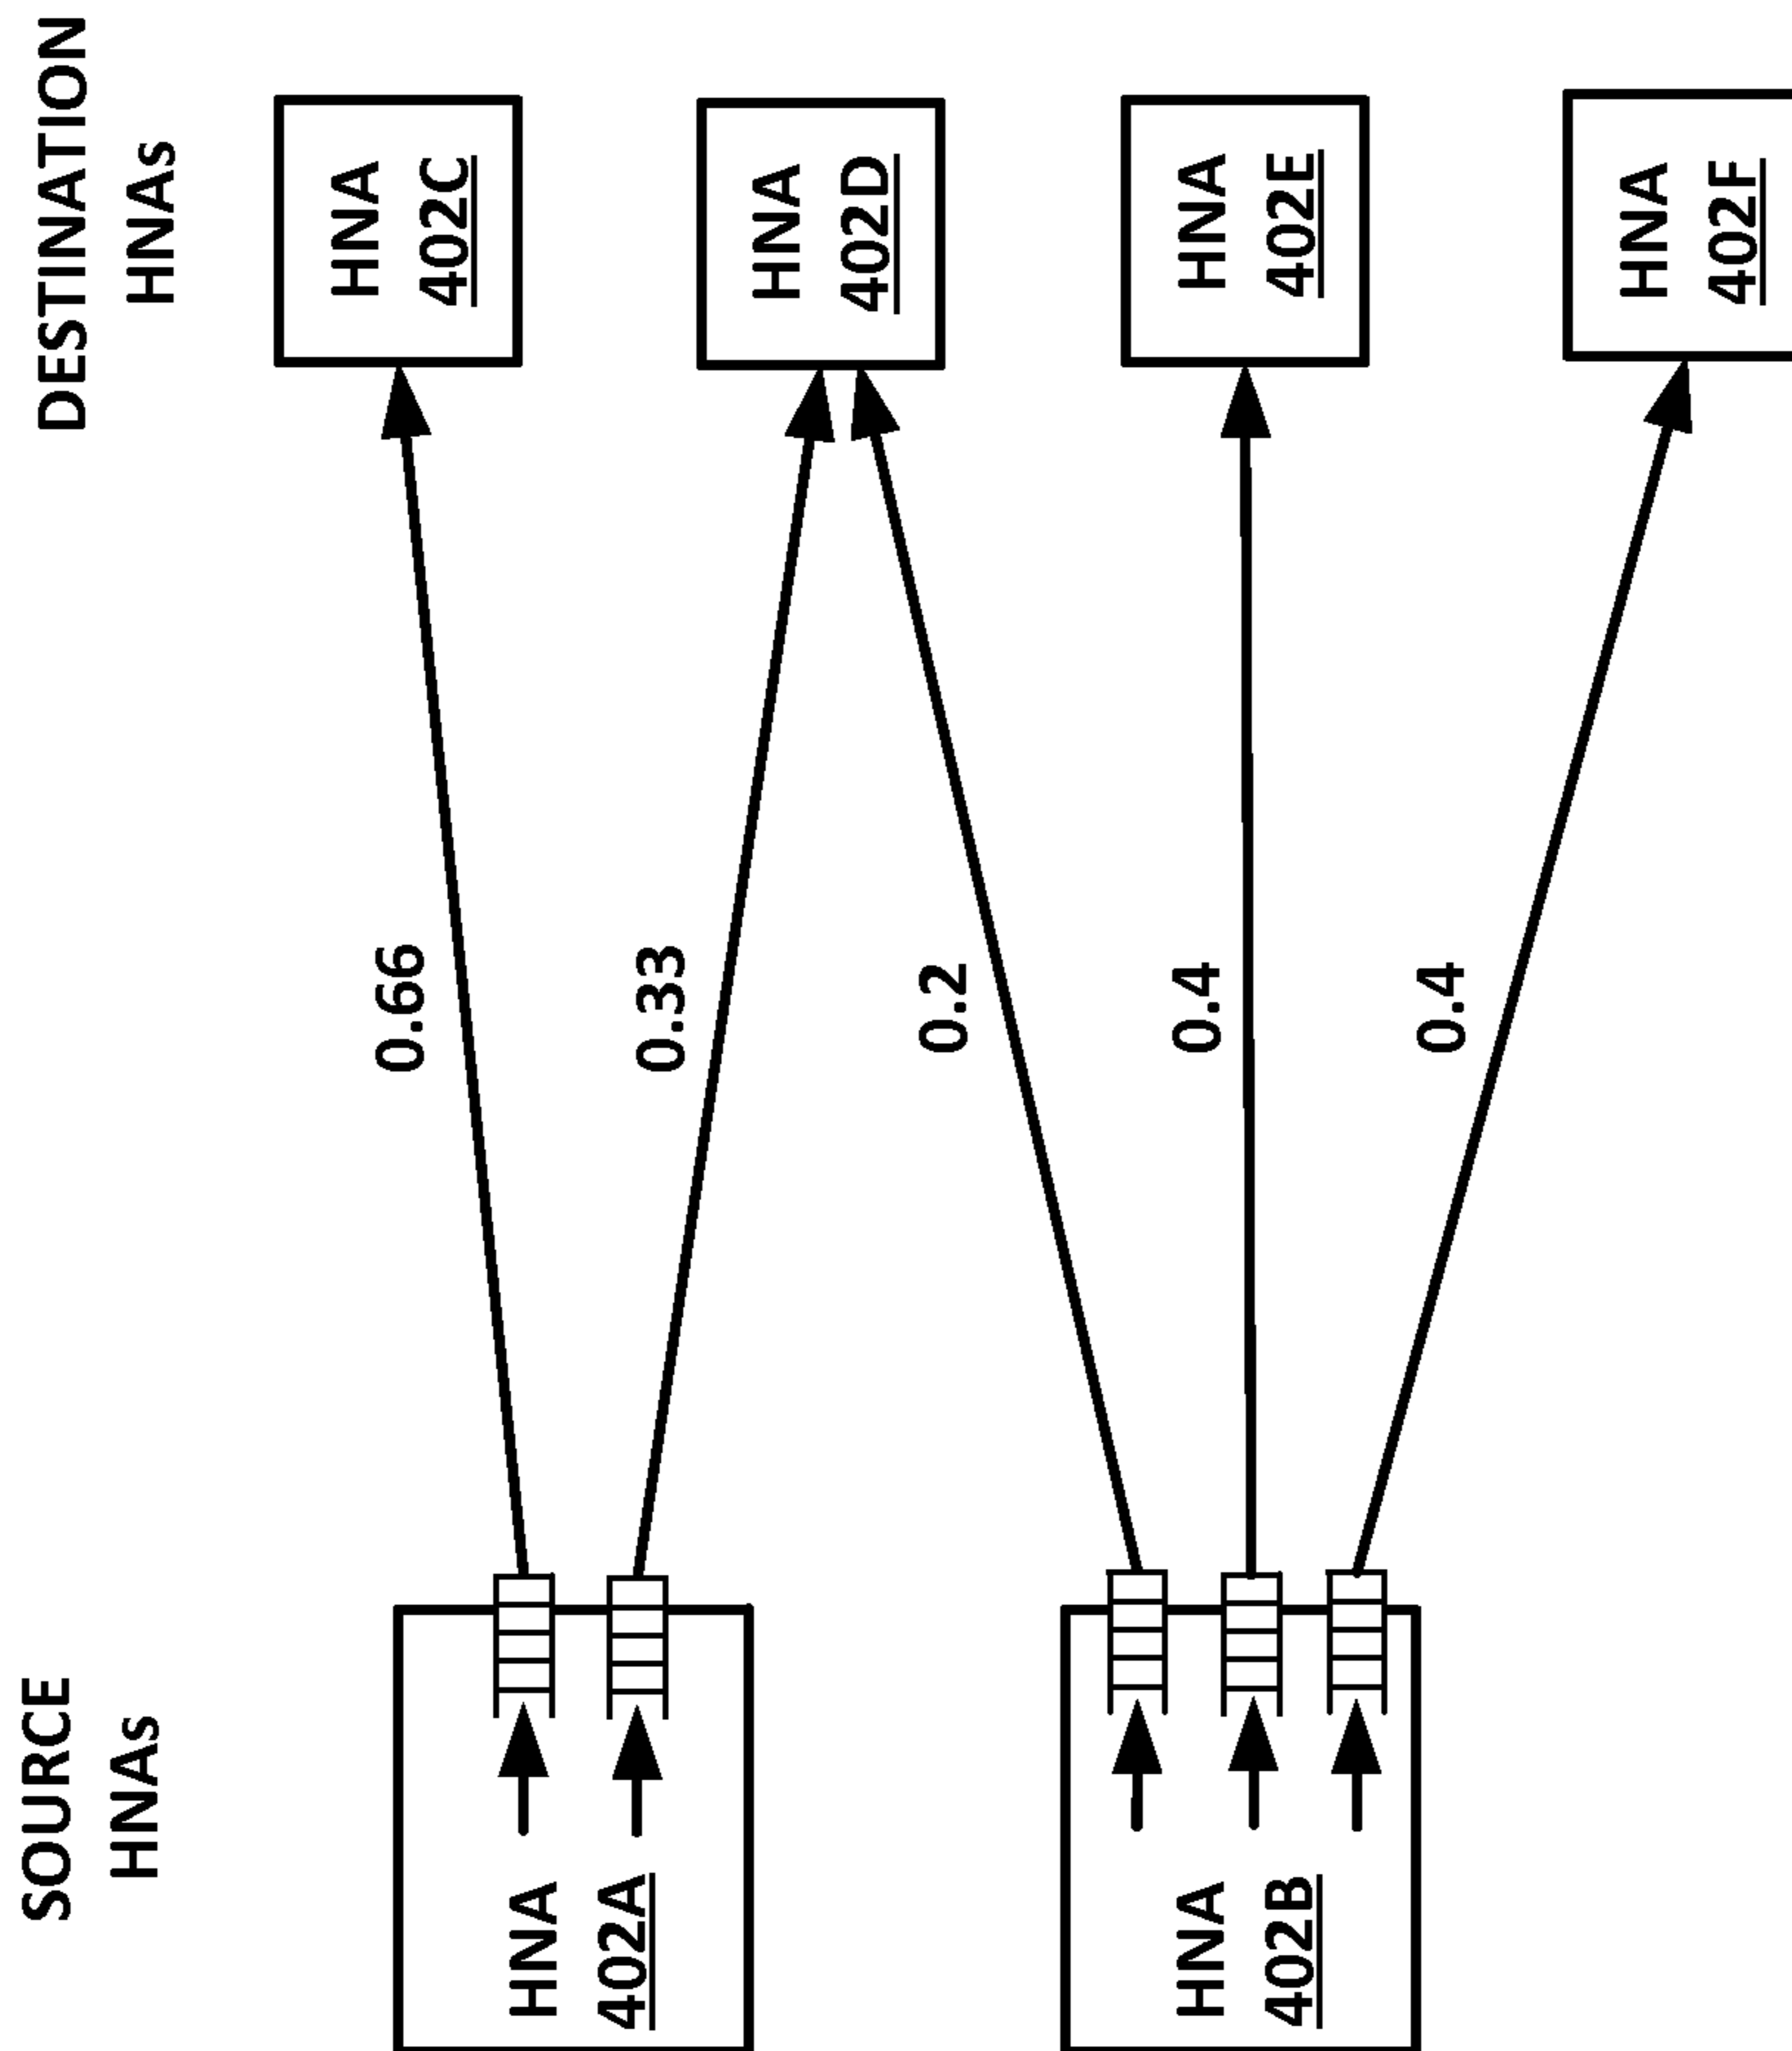 SOURCE
HNAs
DESTINATION
HNAs
HNA
402A
HNA
402B
0.66
0.33
0.2
0.4
0.4
HNA
402C
HNA
402D
HNA
402E
HNA
402F